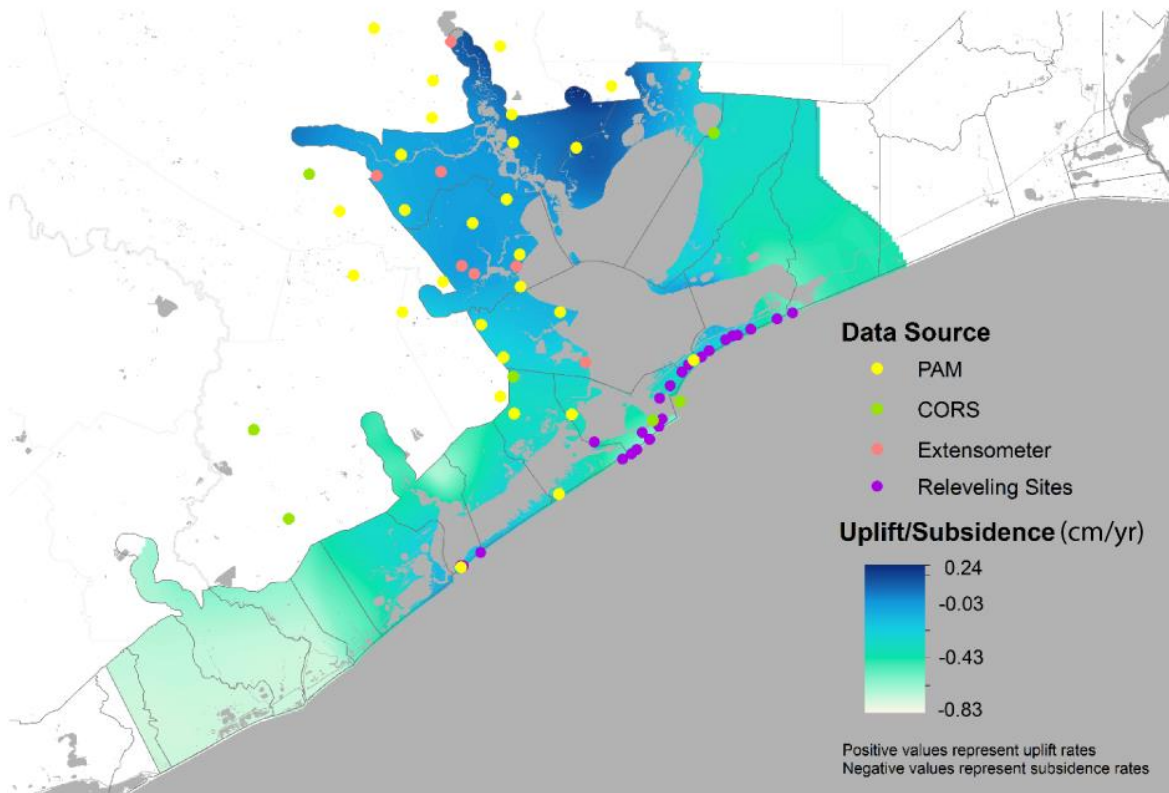 Data Source
PAM
CORS
Extensometer
Releveling Sites
Uplift/Subsidence (cm/yr)
0.24
-0.03
-0.43
-0.83
Positive values represent uplift rates
Negative values represent subsidence rates